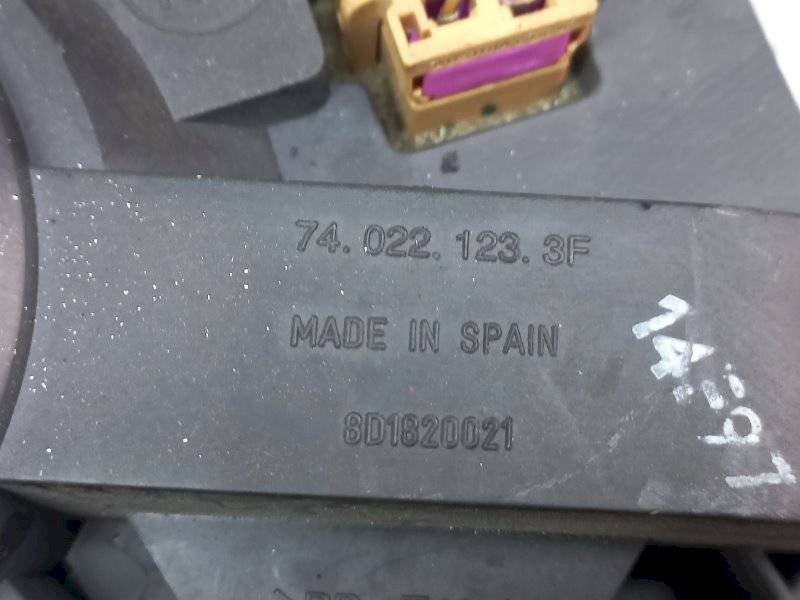 74. 022. 123. 3F
MADE IN SPAIN
8D1820021